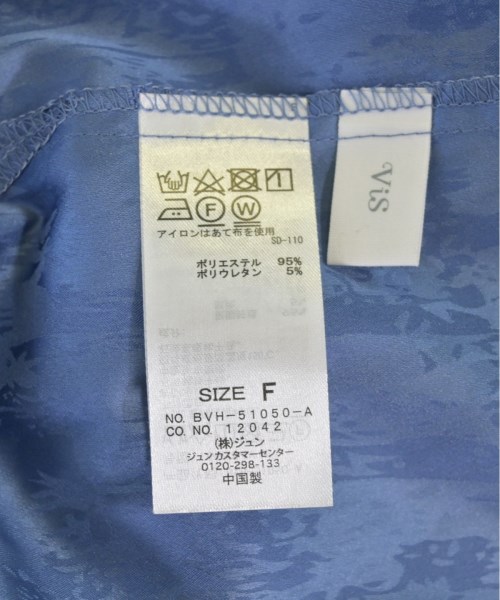 アイロンはあて布を使用
SD-110
ポリエステル 95%
ポリウレタン 5%
SIZE F
NO. BVH-51050-A
CO. NO. 12042
(株)ジュン
ジュンカスタマーセンター
0120-298-133
中国製
ViS